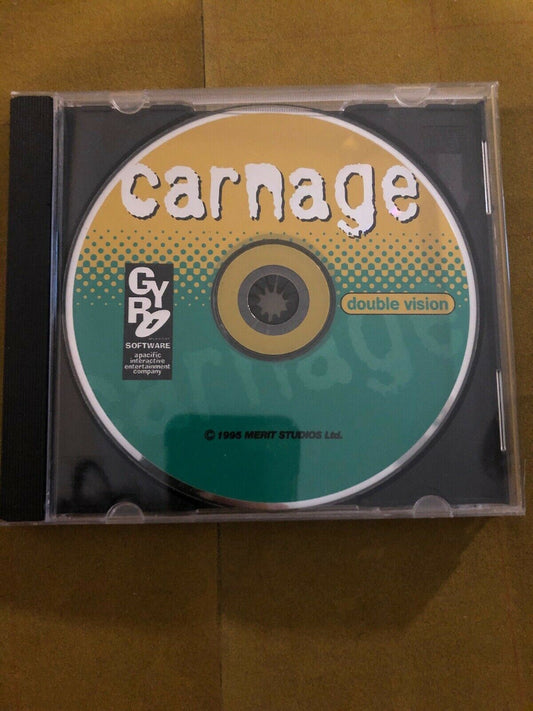 carnage
GYRO
SOFTWARE
apacific
interactive
entertainment
company
double vision
carnage
© 1995 MERIT STUDIOS Ltd.